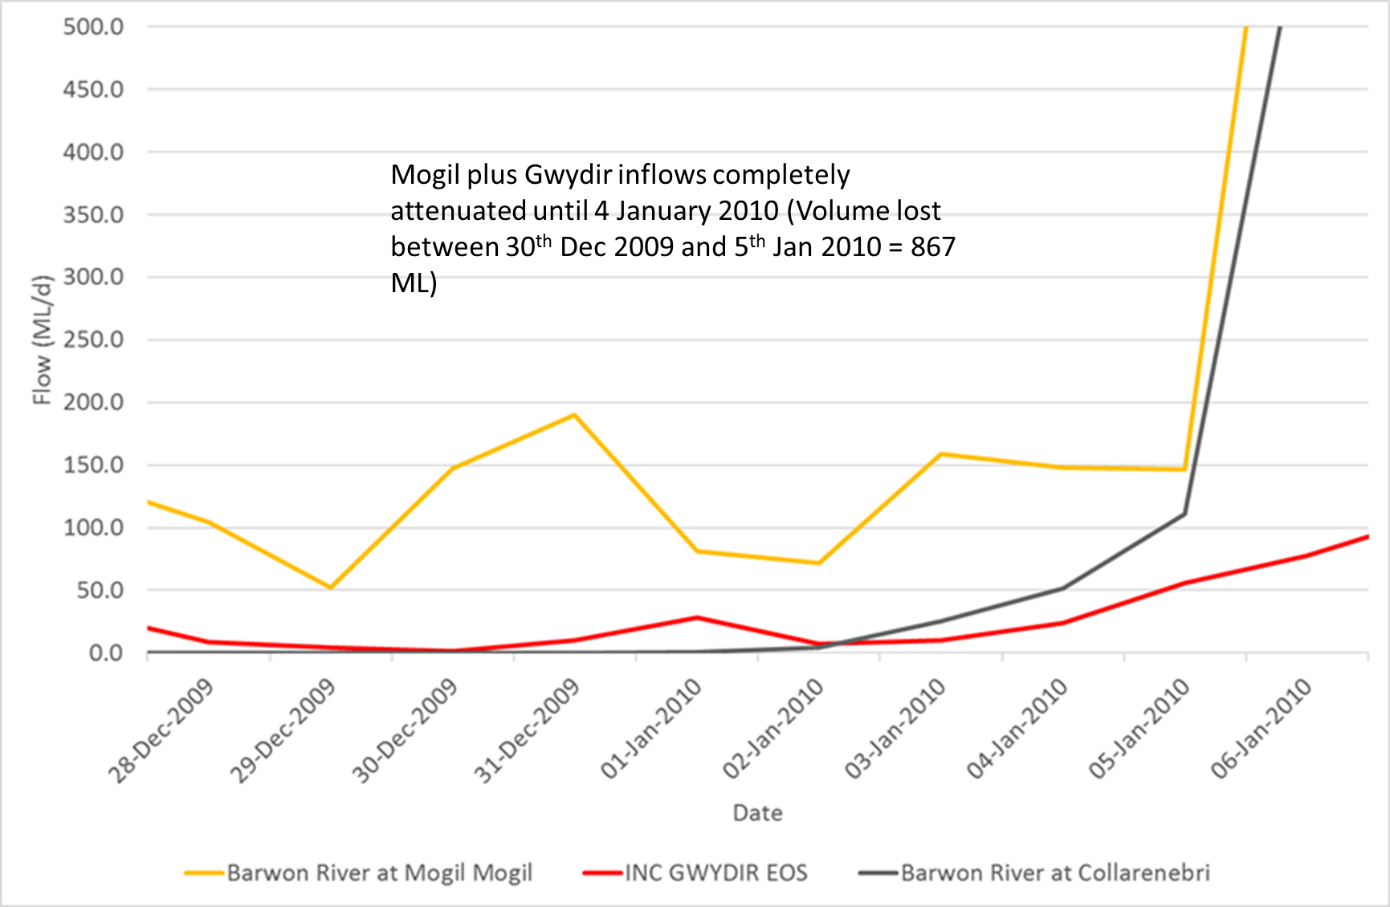 500.0
450.0
400.0
350.0
300.0
250.0
200.0
150.0
100.0
50.0
0.0
Flow (ML/d)
Mogil plus Gwydir inflows completely
attenuated until 4 January 2010 (Volume lost
between 30th Dec 2009 and 5th Jan 2010 = 867
ML)
28-Dec-2009
29-Dec-2009
30-Dec-2009
31-Dec-2009
01-Jan-2010
02-Jan-2010
03-Jan-2010
04-Jan-2010
05-Jan-2010
06-Jan-2010
Date
Barwon River at Mogil Mogil
INC GWYDIR EOS
Barwon River at Collarenebri